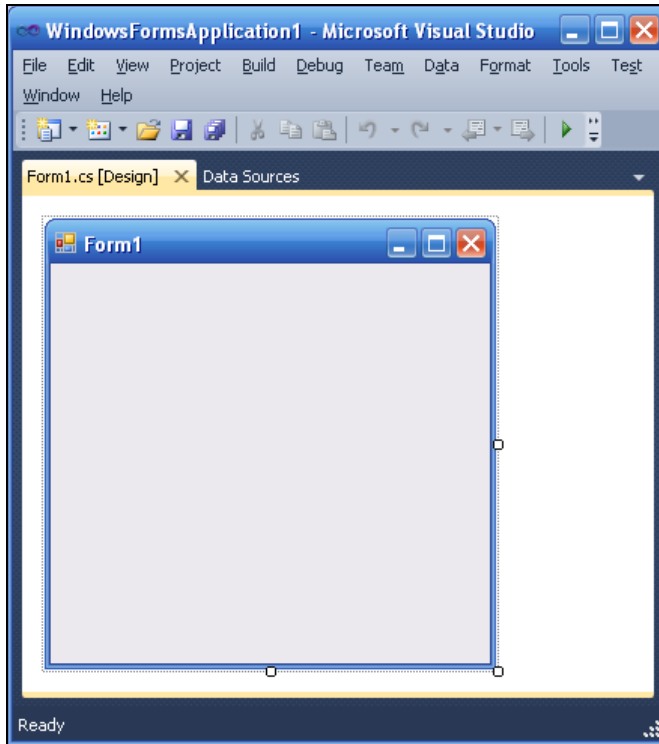 WindowsFormsApplication1 - Microsoft Visual Studio
File Edit View Project Build Debug Team Data Format Tools Test
Window Help
Form1.cs [Design] Data Sources
Form1
Ready